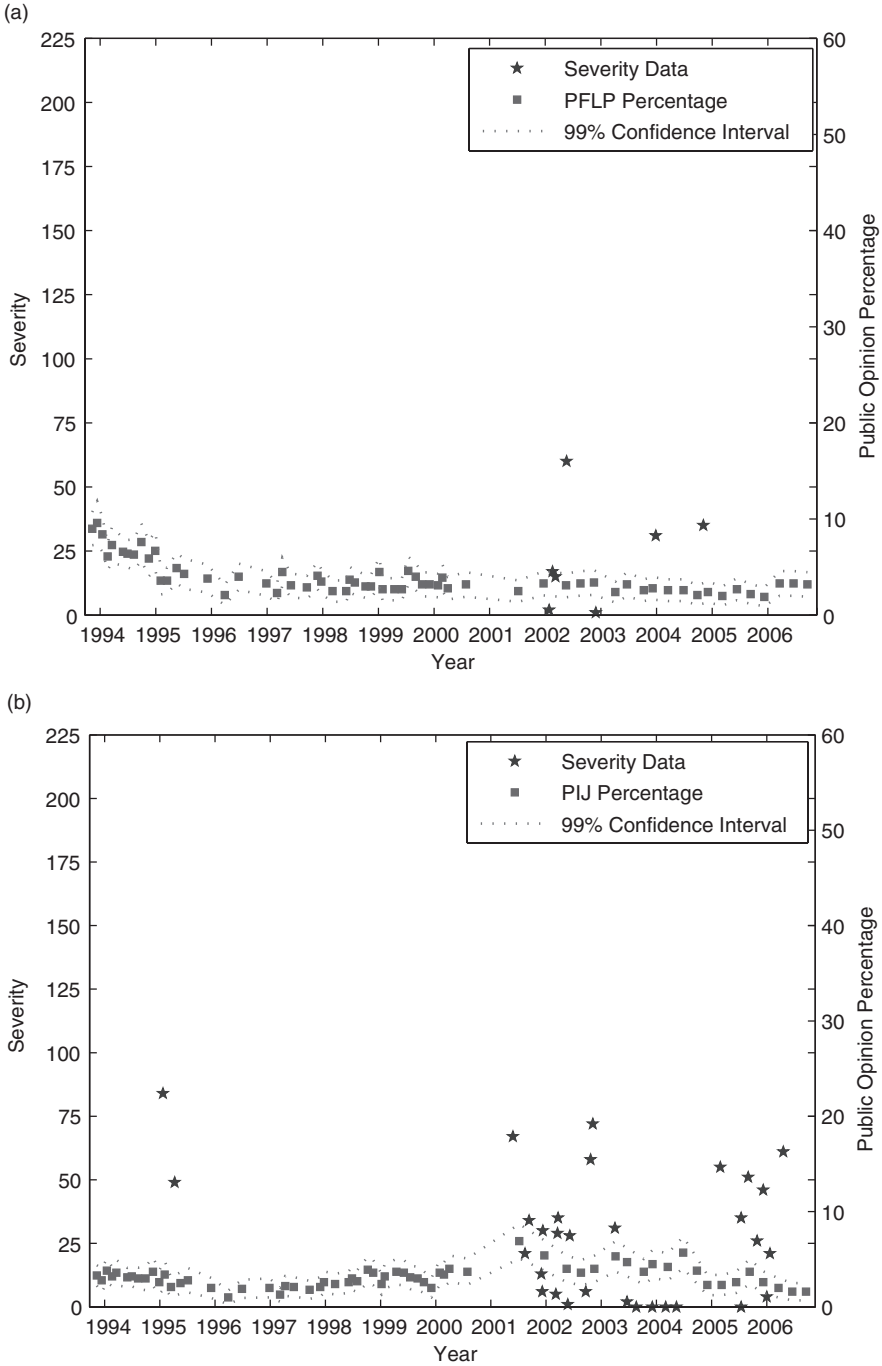 (a)
225
200
175
150
125
100
75
50
25
0
Severity
60
50
40
30
20
10
0
Public Opinion Percentage
Severity Data
PFLP Percentage
99% Confidence Interval
1994 1995 1996 1997 1998 1999 2000 2001 2002 2003 2004 2005 2006
Year
(b)
225
200
175
150
125
100
75
50
25
0
Severity
60
50
40
30
20
10
0
Public Opinion Percentage
Severity Data
PIJ Percentage
99% Confidence Interval
1994 1995 1996 1997 1998 1999 2000 2001 2002 2003 2004 2005 2006
Year